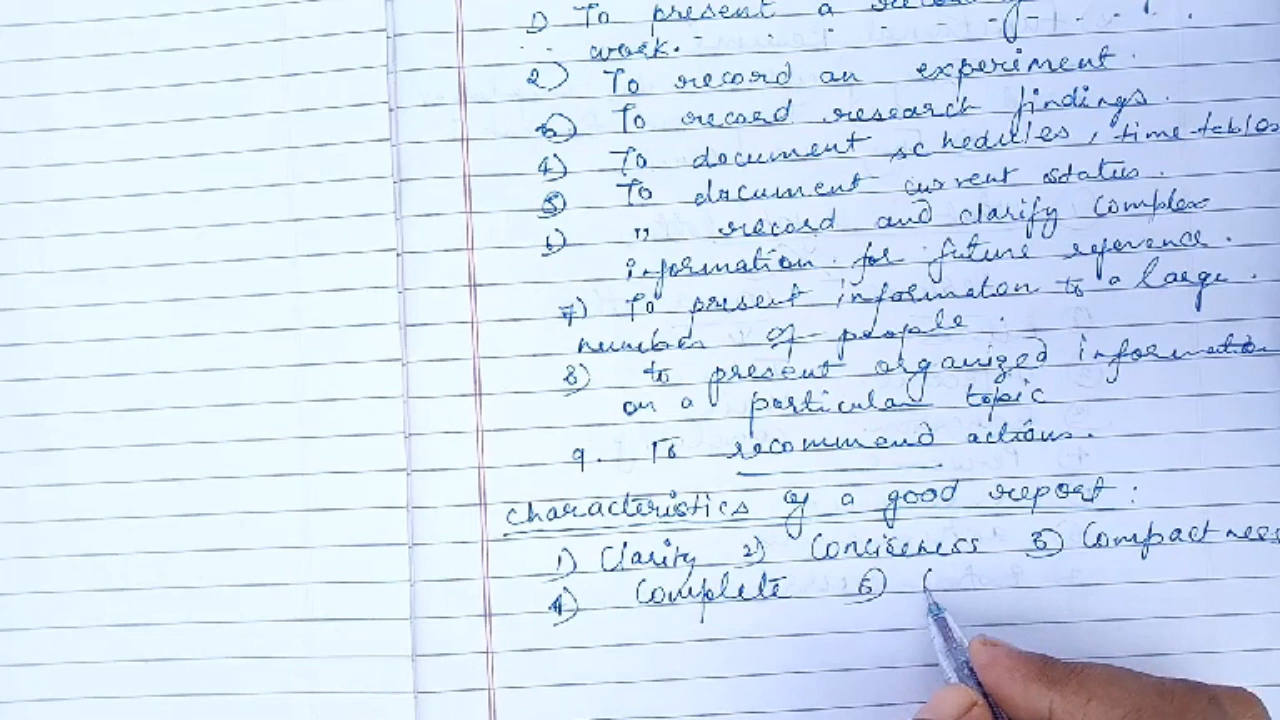 1) To present a record
work.
2) To record an experiment.
3) To record research findings.
4) To document schedules, time-tables
5) To document current status.
6) " record and clarify complex
information for future reference.
7) To present information to a large
number of people.
8) to present organized information
on a particular topic
9. To recommend actions.
characteristics of a good report:
1) Clarity 2) Conciseness 3) Compactness
4) Complete 5) C